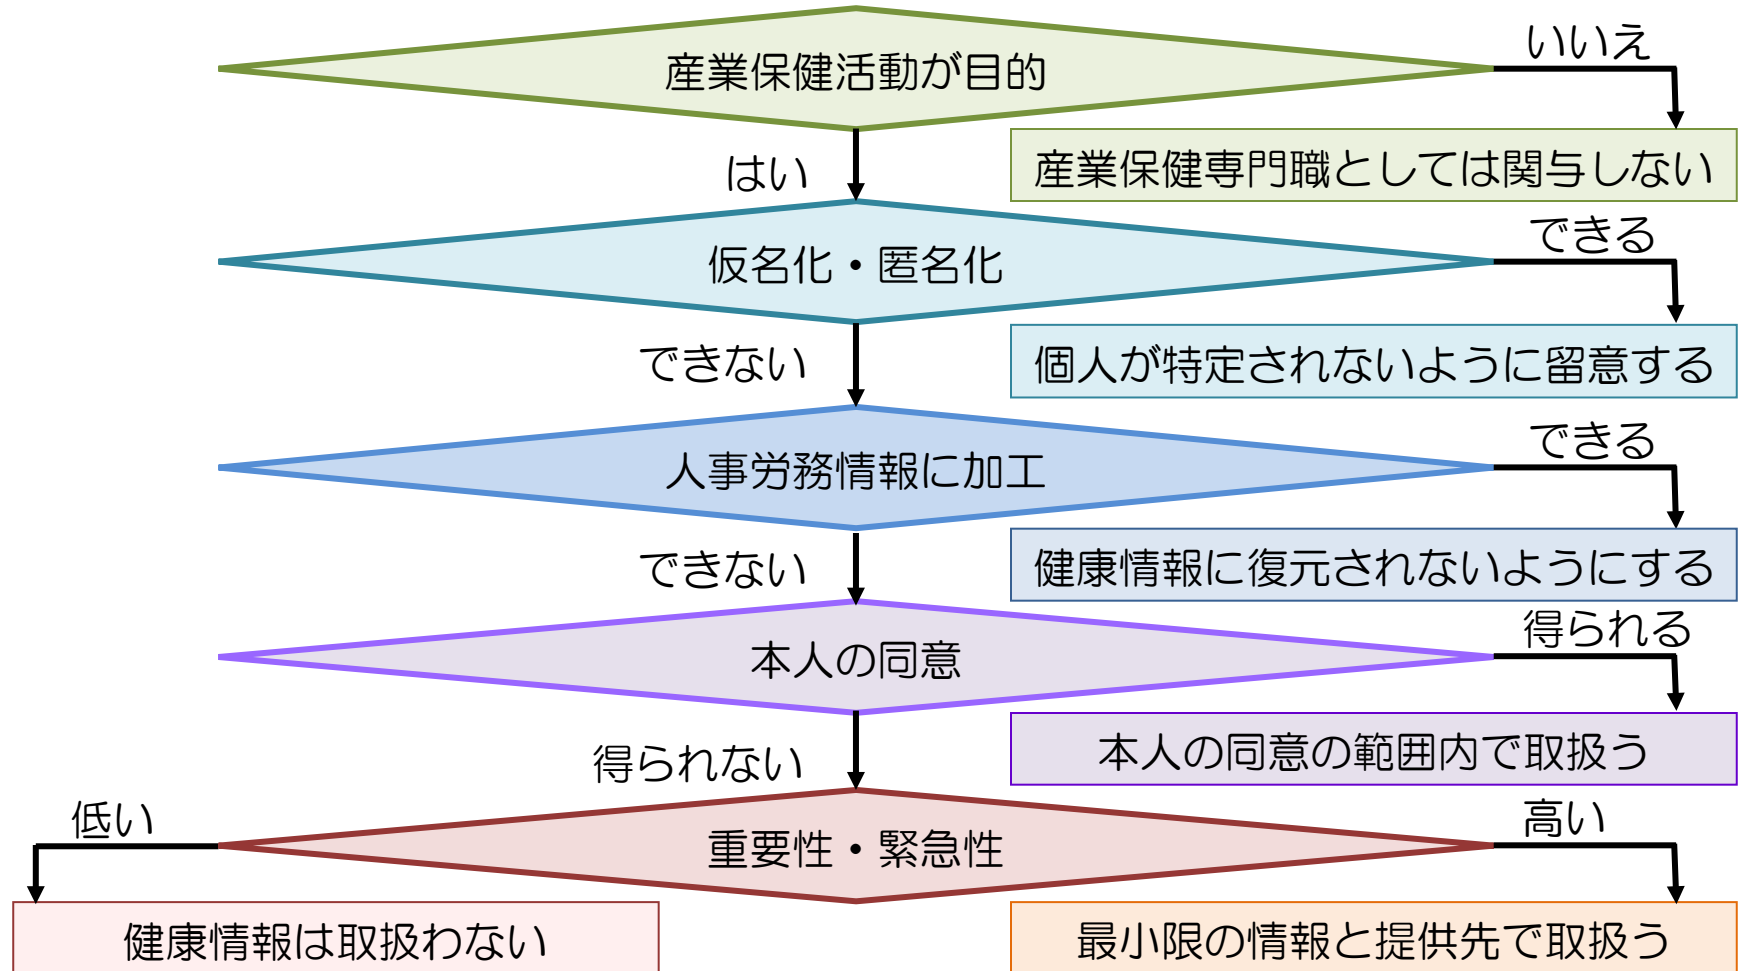 産業保健活動が目的
いいえ
産業保健専門職としては関与しない
はい
仮名化・匿名化
できる
個人が特定されないように留意する
できない
人事労務情報に加工
できる
健康情報に復元されないようにする
できない
本人の同意
得られる
本人の同意の範囲内で取扱う
得られない
重要性・緊急性
低い
高い
健康情報は取扱わない
最小限の情報と提供先で取扱う